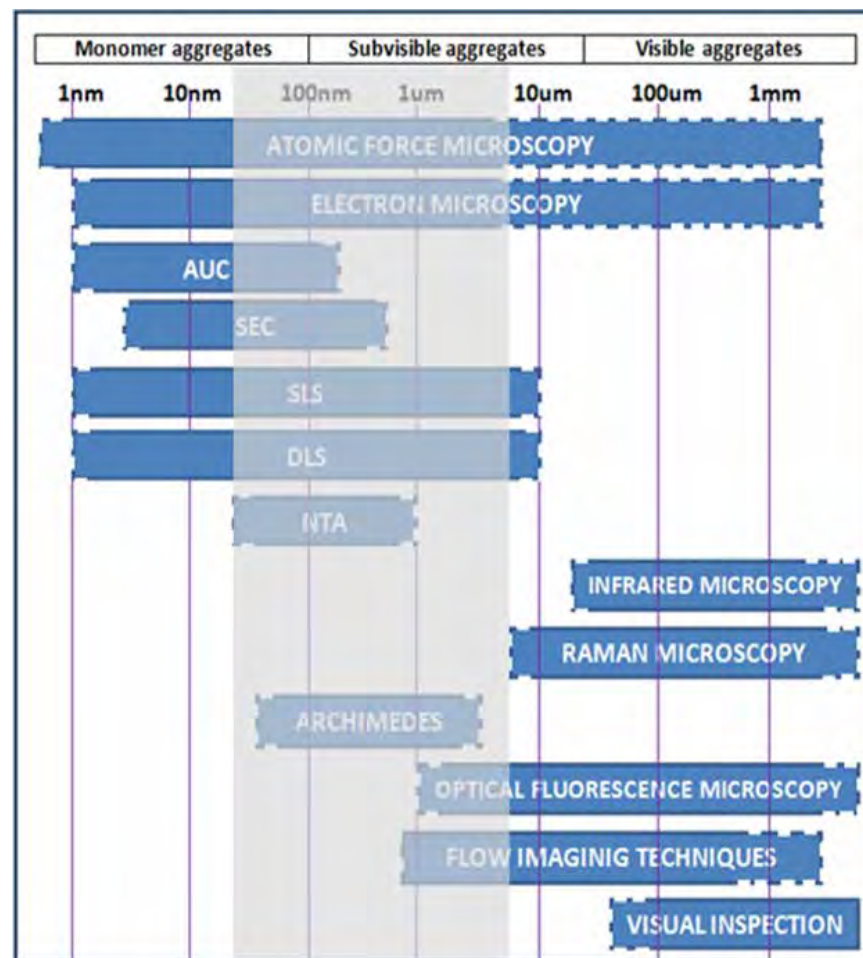 Monomer aggregates Subvisible aggregates Visible aggregates
1nm 10nm 100nm 1um 10um 100um 1mm
ATOMIC FORCE MICROSCOPY
ELECTRON MICROSCOPY
AUC
SEC
SLS
DLS
NTA
INFRARED MICROSCOPY
RAMAN MICROSCOPY
ARCHIMEDES
OPTICAL FLUORESCENCE MICROSCOPY
FLOW IMAGINIG TECHNIQUES
VISUAL INSPECTION